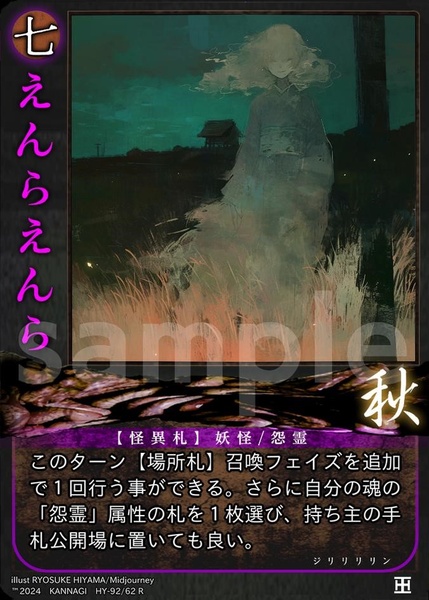 七
えんらえんら
sample
秋
【怪異札】妖怪/怨霊
このターン【場所札】召喚フェイズを追加
で１回行う事ができる。さらに自分の魂の
「怨霊」属性の札を１枚選び、持ち主の手
札公開場に置いても良い。
ジリリリリン
illust RYOSUKE HIYAMA/Midjourney
™2024 KANNAGI HY-92/62 R